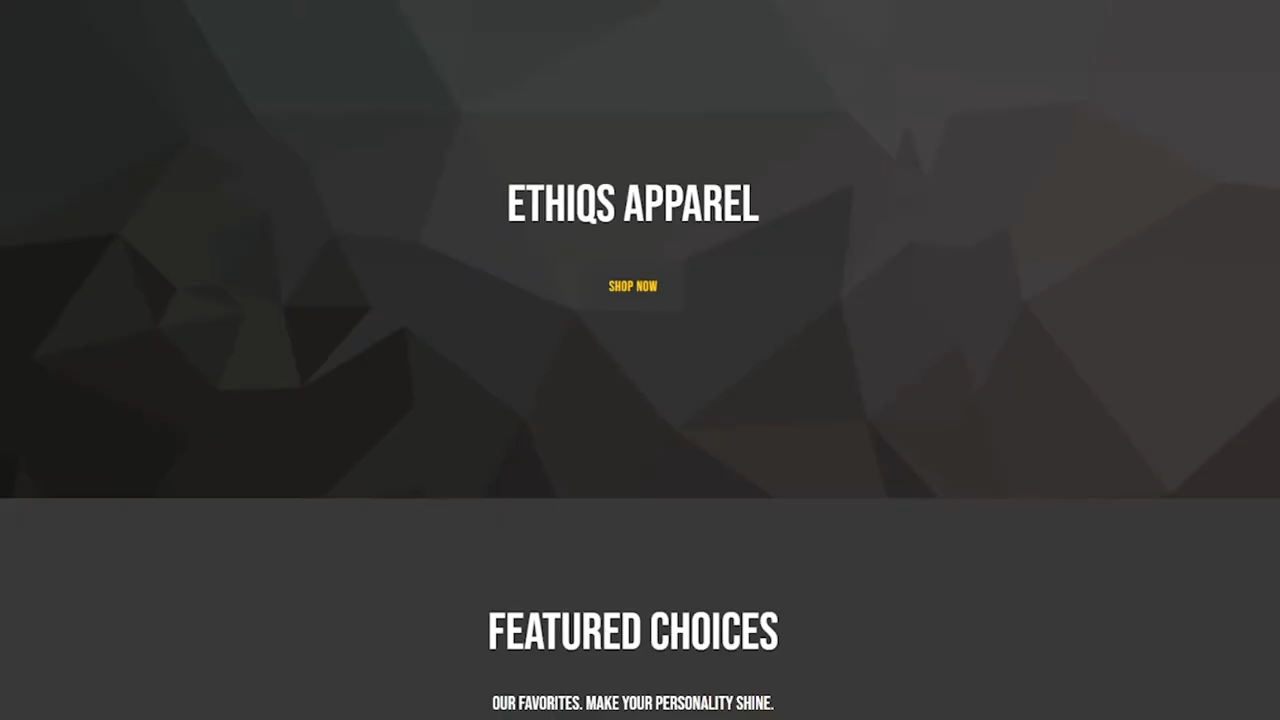 ETHIQS APPAREL
SHOP NOW
FEATURED CHOICES
OUR FAVORITES. MAKE YOUR PERSONALITY SHINE.